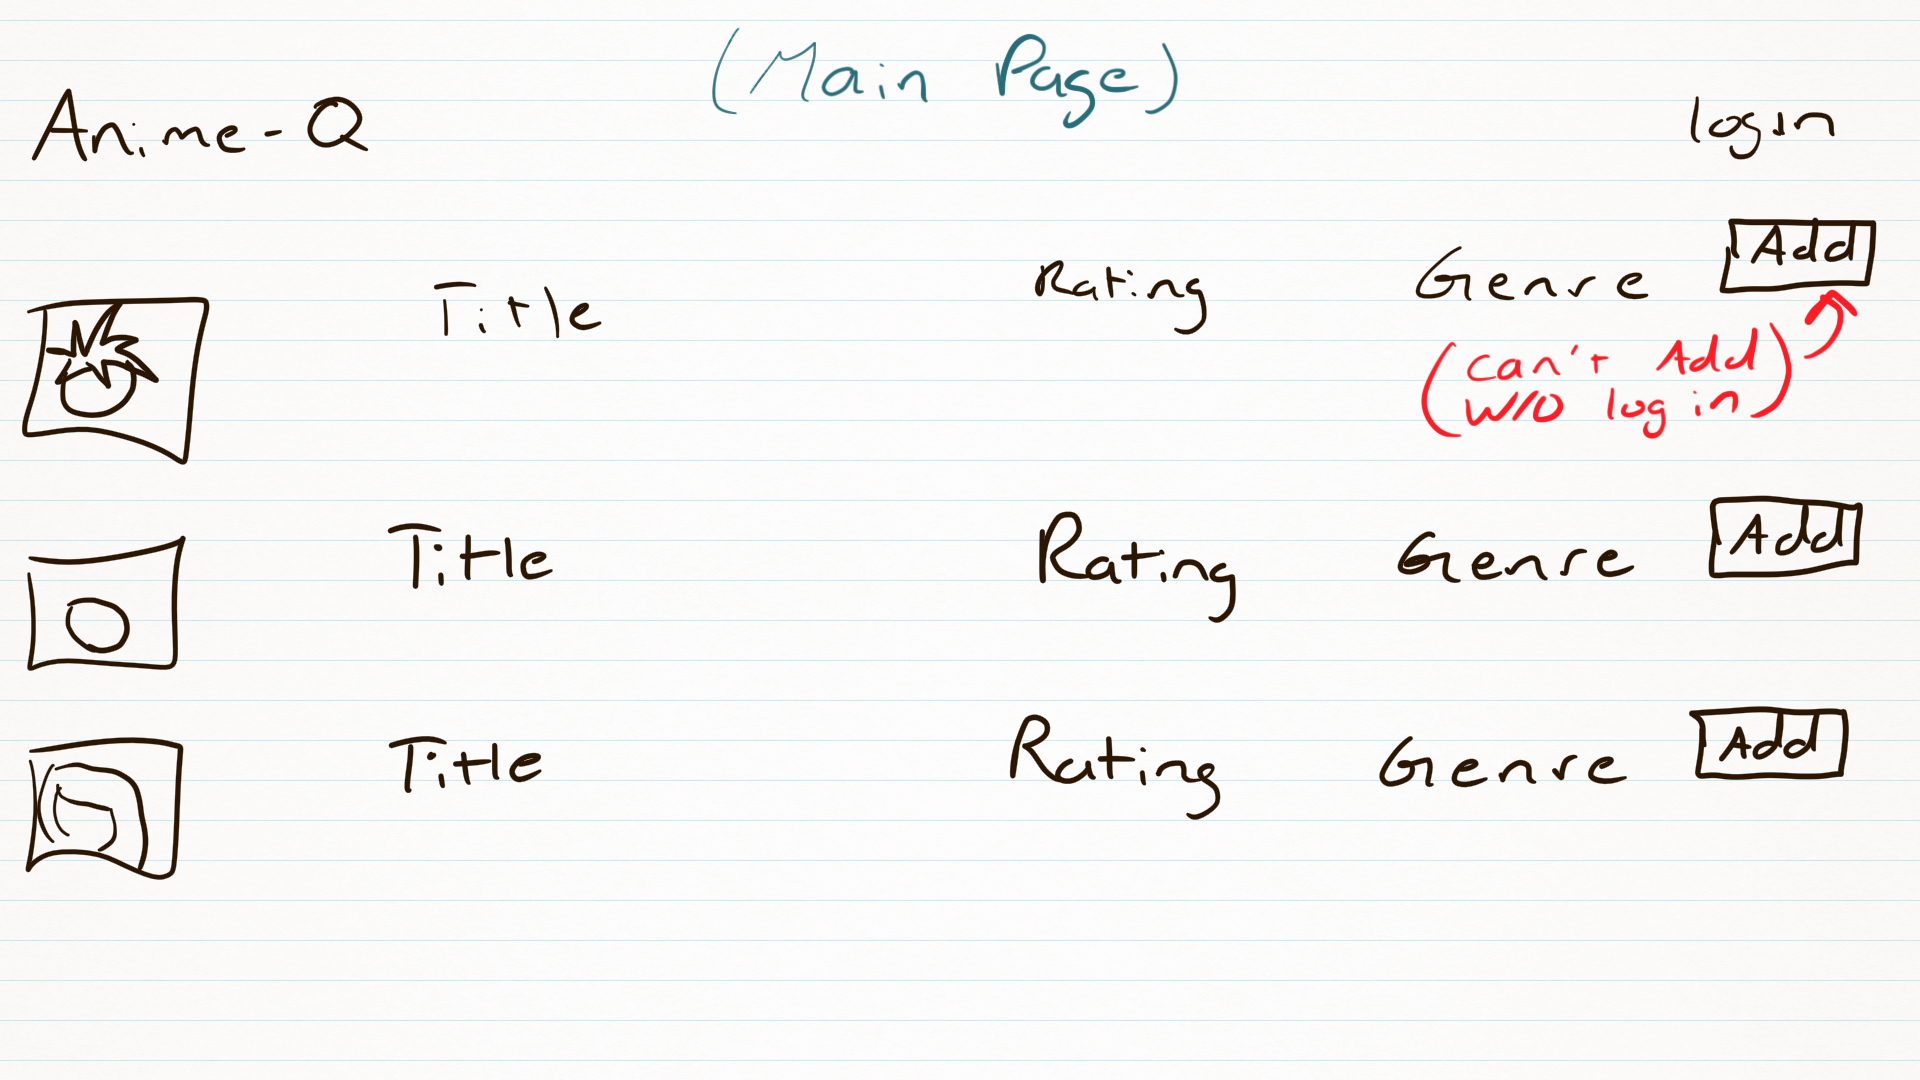 (Main Page)
Anime-Q
login
Title
Rating
Genre
Add
(can't Add
w/o log in)
Title
Rating
Genre
Add
Title
Rating
Genre
Add